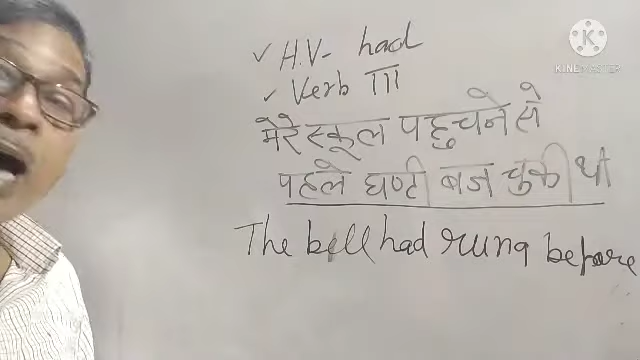 ✓ H.V- had
✓ Verb III
मेरे स्कूल पहुचने से
पहले घण्टी बज चुकी थी
The bell had rung before
KINEMASTER